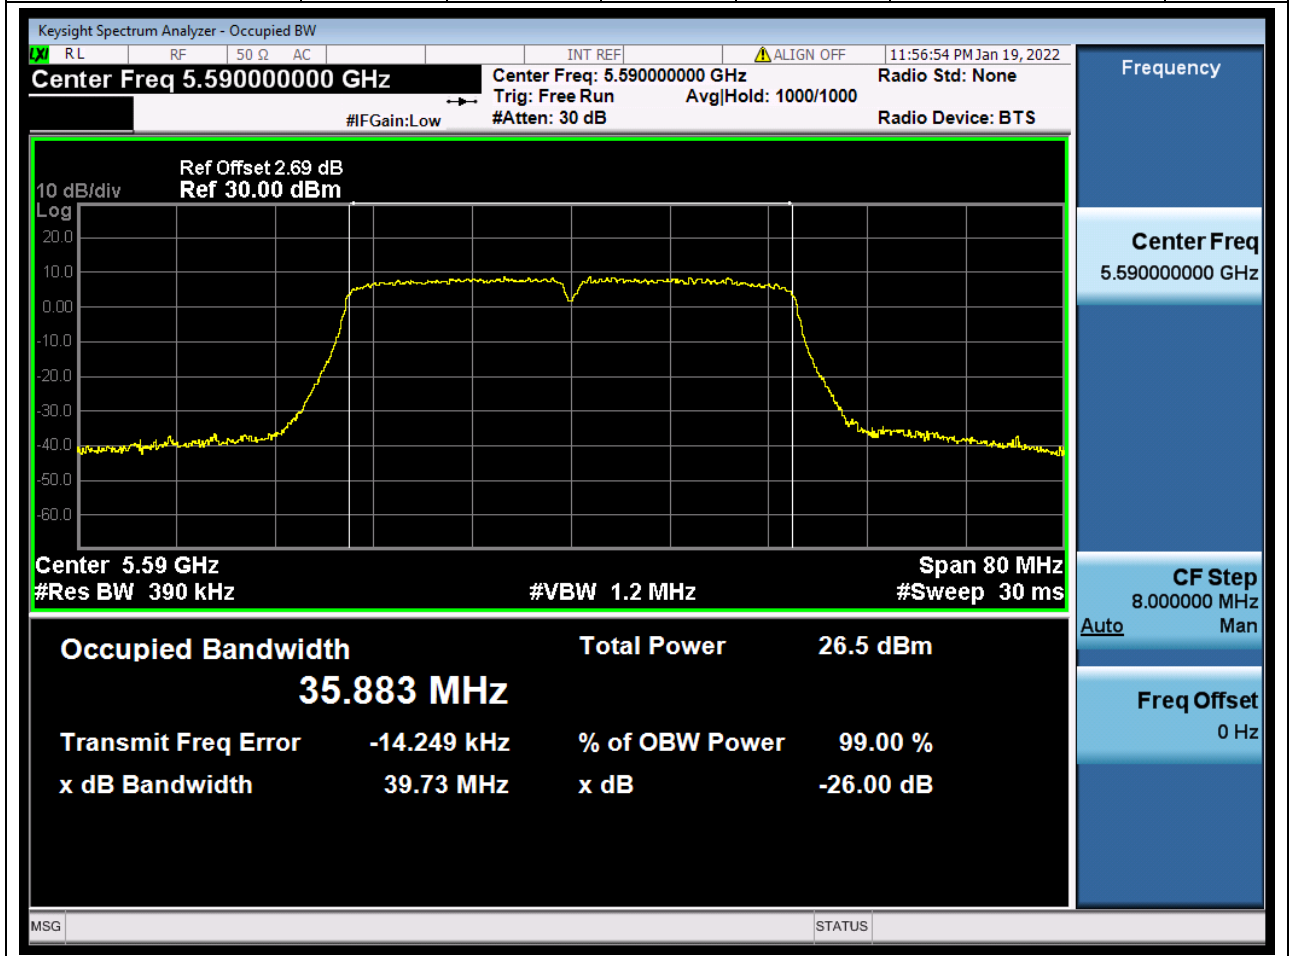 Keysight Spectrum Analyzer - Occupied BW
LXI RL RF 50 Ω AC INT REF ALIGN OFF 11:56:54 PM Jan 19, 2022
Center Freq 5.590000000 GHz Center Freq: 5.590000000 GHz Radio Std: None
Trig: Free Run Avg|Hold: 1000/1000
#IFGain:Low #Atten: 30 dB Radio Device: BTS
Frequency
Ref Offset 2.69 dB
10 dB/div Ref 30.00 dBm
Log
20.0
10.0
0.00
-10.0
-20.0
-30.0
-40.0
-50.0
-60.0
Center 5.59 GHz Span 80 MHz
#Res BW 390 kHz #VBW 1.2 MHz #Sweep 30 ms
Center Freq
5.590000000 GHz
CF Step
8.000000 MHz
Auto Man
Freq Offset
0 Hz
Occupied Bandwidth Total Power 26.5 dBm
35.883 MHz
Transmit Freq Error -14.249 kHz % of OBW Power 99.00 %
x dB Bandwidth 39.73 MHz x dB -26.00 dB
MSG STATUS